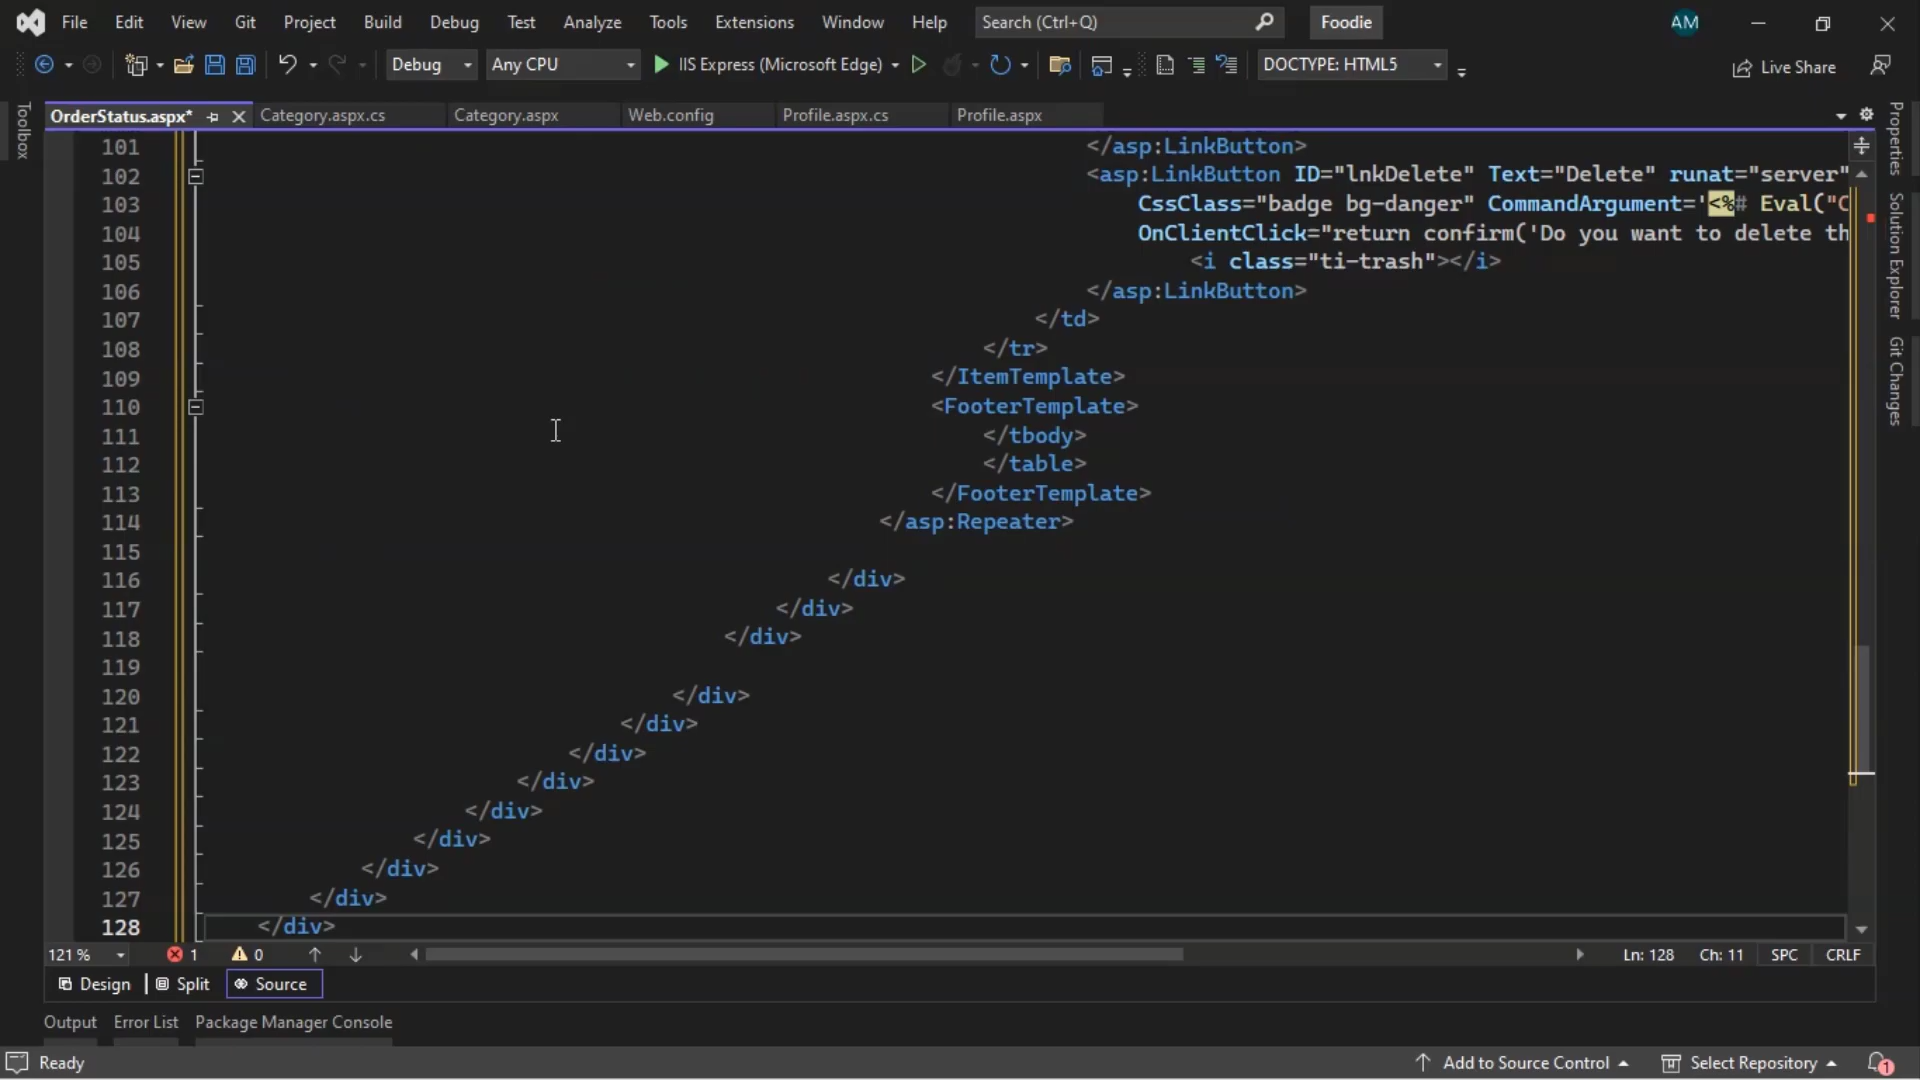 File Edit View Git Project Build Debug Test Analyze Tools Extensions Window Help Search (Ctrl+Q) Foodie AM
Debug Any CPU IIS Express (Microsoft Edge) DOCTYPE: HTML5 Live Share
Toolbox
OrderStatus.aspx* Category.aspx.cs Category.aspx Web.config Profile.aspx.cs Profile.aspx
101 </asp:LinkButton>
102 <asp:LinkButton ID="lnkDelete" Text="Delete" runat="server"
103 CssClass="badge bg-danger" CommandArgument='<%# Eval("C
104 OnClientClick="return confirm('Do you want to delete th
105 <i class="ti-trash"></i>
106 </asp:LinkButton>
107 </td>
108 </tr>
109 </ItemTemplate>
110 <FooterTemplate>
111 </tbody>
112 </table>
113 </FooterTemplate>
114 </asp:Repeater>
115
116 </div>
117 </div>
118 </div>
119
120 </div>
121 </div>
122 </div>
123 </div>
124 </div>
125 </div>
126 </div>
127 </div>
128 </div>
Properties
Solution Explorer
Git Changes
121 % 1 0 Ln: 128 Ch: 11 SPC CRLF
Design Split Source
Output Error List Package Manager Console
Ready Add to Source Control Select Repository 1